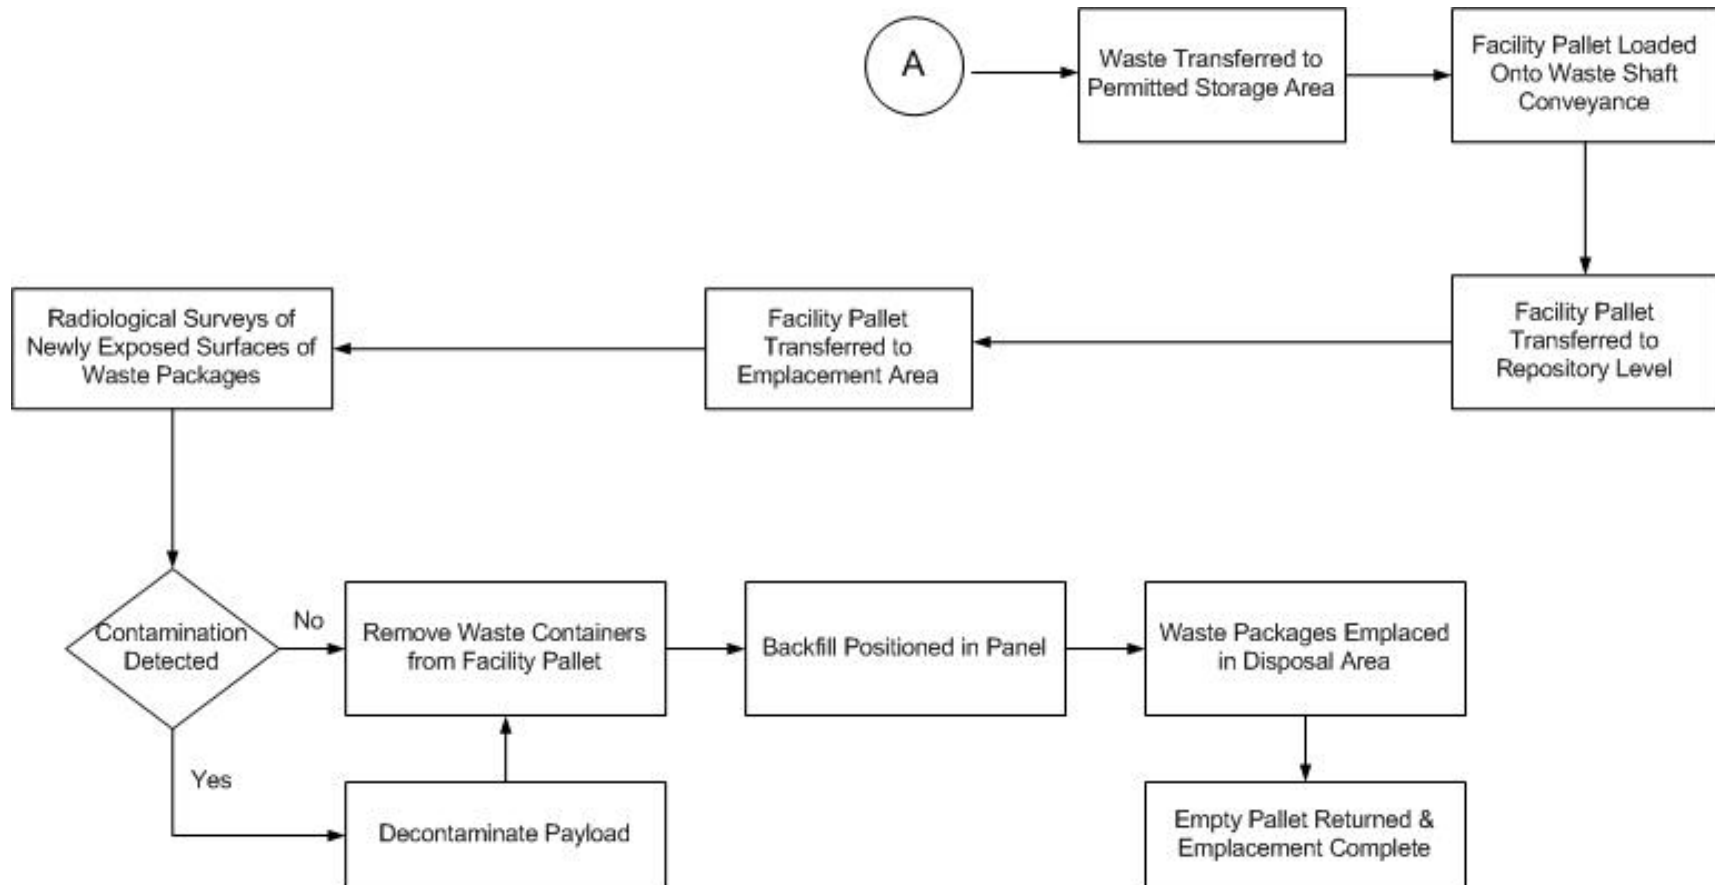 A
Waste Transferred to
Permitted Storage Area
Facility Pallet Loaded
Onto Waste Shaft
Conveyance
Facility Pallet
Transferred to
Repository Level
Facility Pallet
Transferred to
Emplacement Area
Radiological Surveys of
Newly Exposed Surfaces of
Waste Packages
Contamination
Detected
No
Remove Waste Containers
from Facility Pallet
Backfill Positioned in Panel
Waste Packages Emplaced
in Disposal Area
Yes
Decontaminate Payload
Empty Pallet Returned &
Emplacement Complete